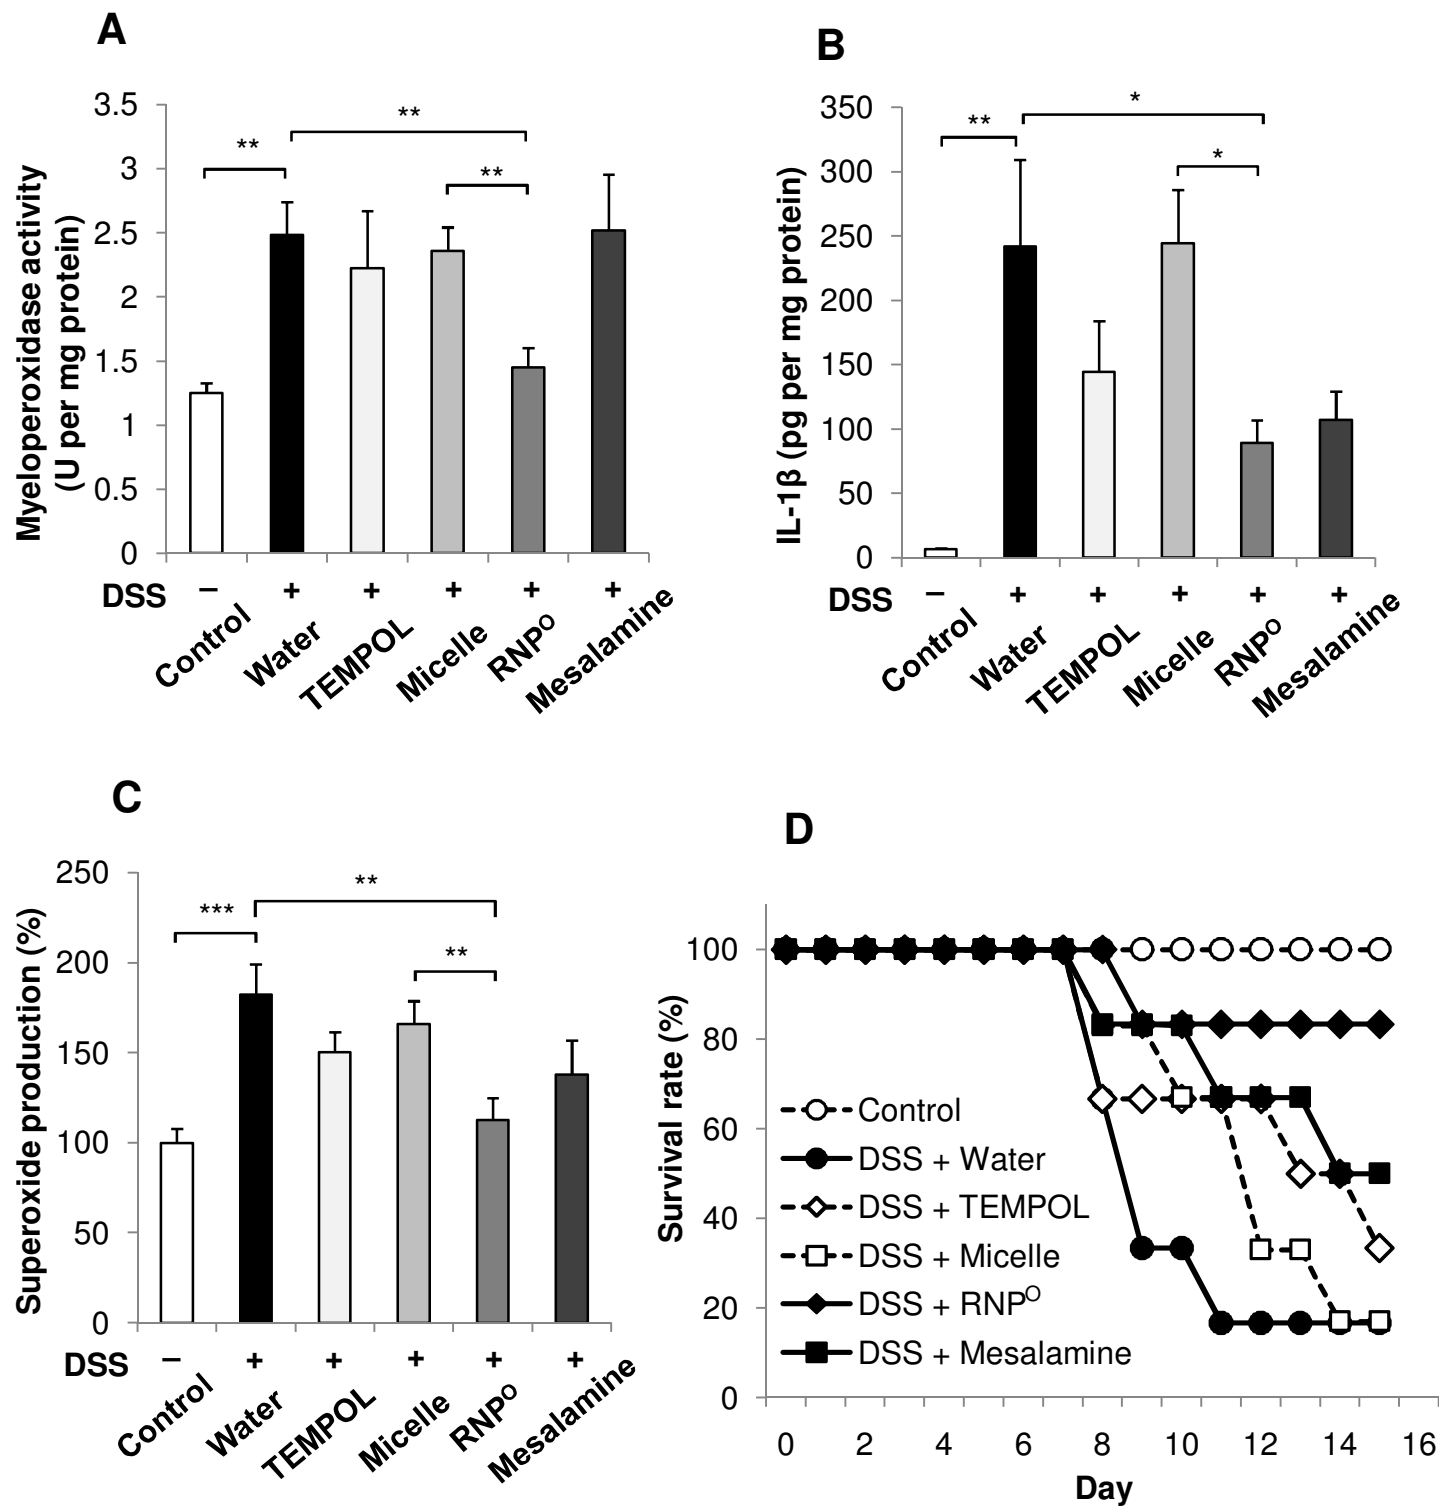 A
Myeloperoxidase activity
(U per mg protein)
3.5
3
2.5
2
1.5
1
0.5
0
**
**
**
DSS – + + + + +
Control
Water
TEMPOL
Micelle
RNPO
Mesalamine
B
IL-1β (pg per mg protein)
350
300
250
200
150
100
50
0
**
*
*
DSS – + + + + +
Control
Water
TEMPOL
Micelle
RNPO
Mesalamine
C
Superoxide production (%)
250
200
150
100
50
0
***
**
**
DSS – + + + + +
Control
Water
TEMPOL
Micelle
RNPO
Mesalamine
D
Survival rate (%)
100
80
60
40
20
0
Control
DSS + Water
DSS + TEMPOL
DSS + Micelle
DSS + RNPO
DSS + Mesalamine
0 2 4 6 8 10 12 14 16
Day